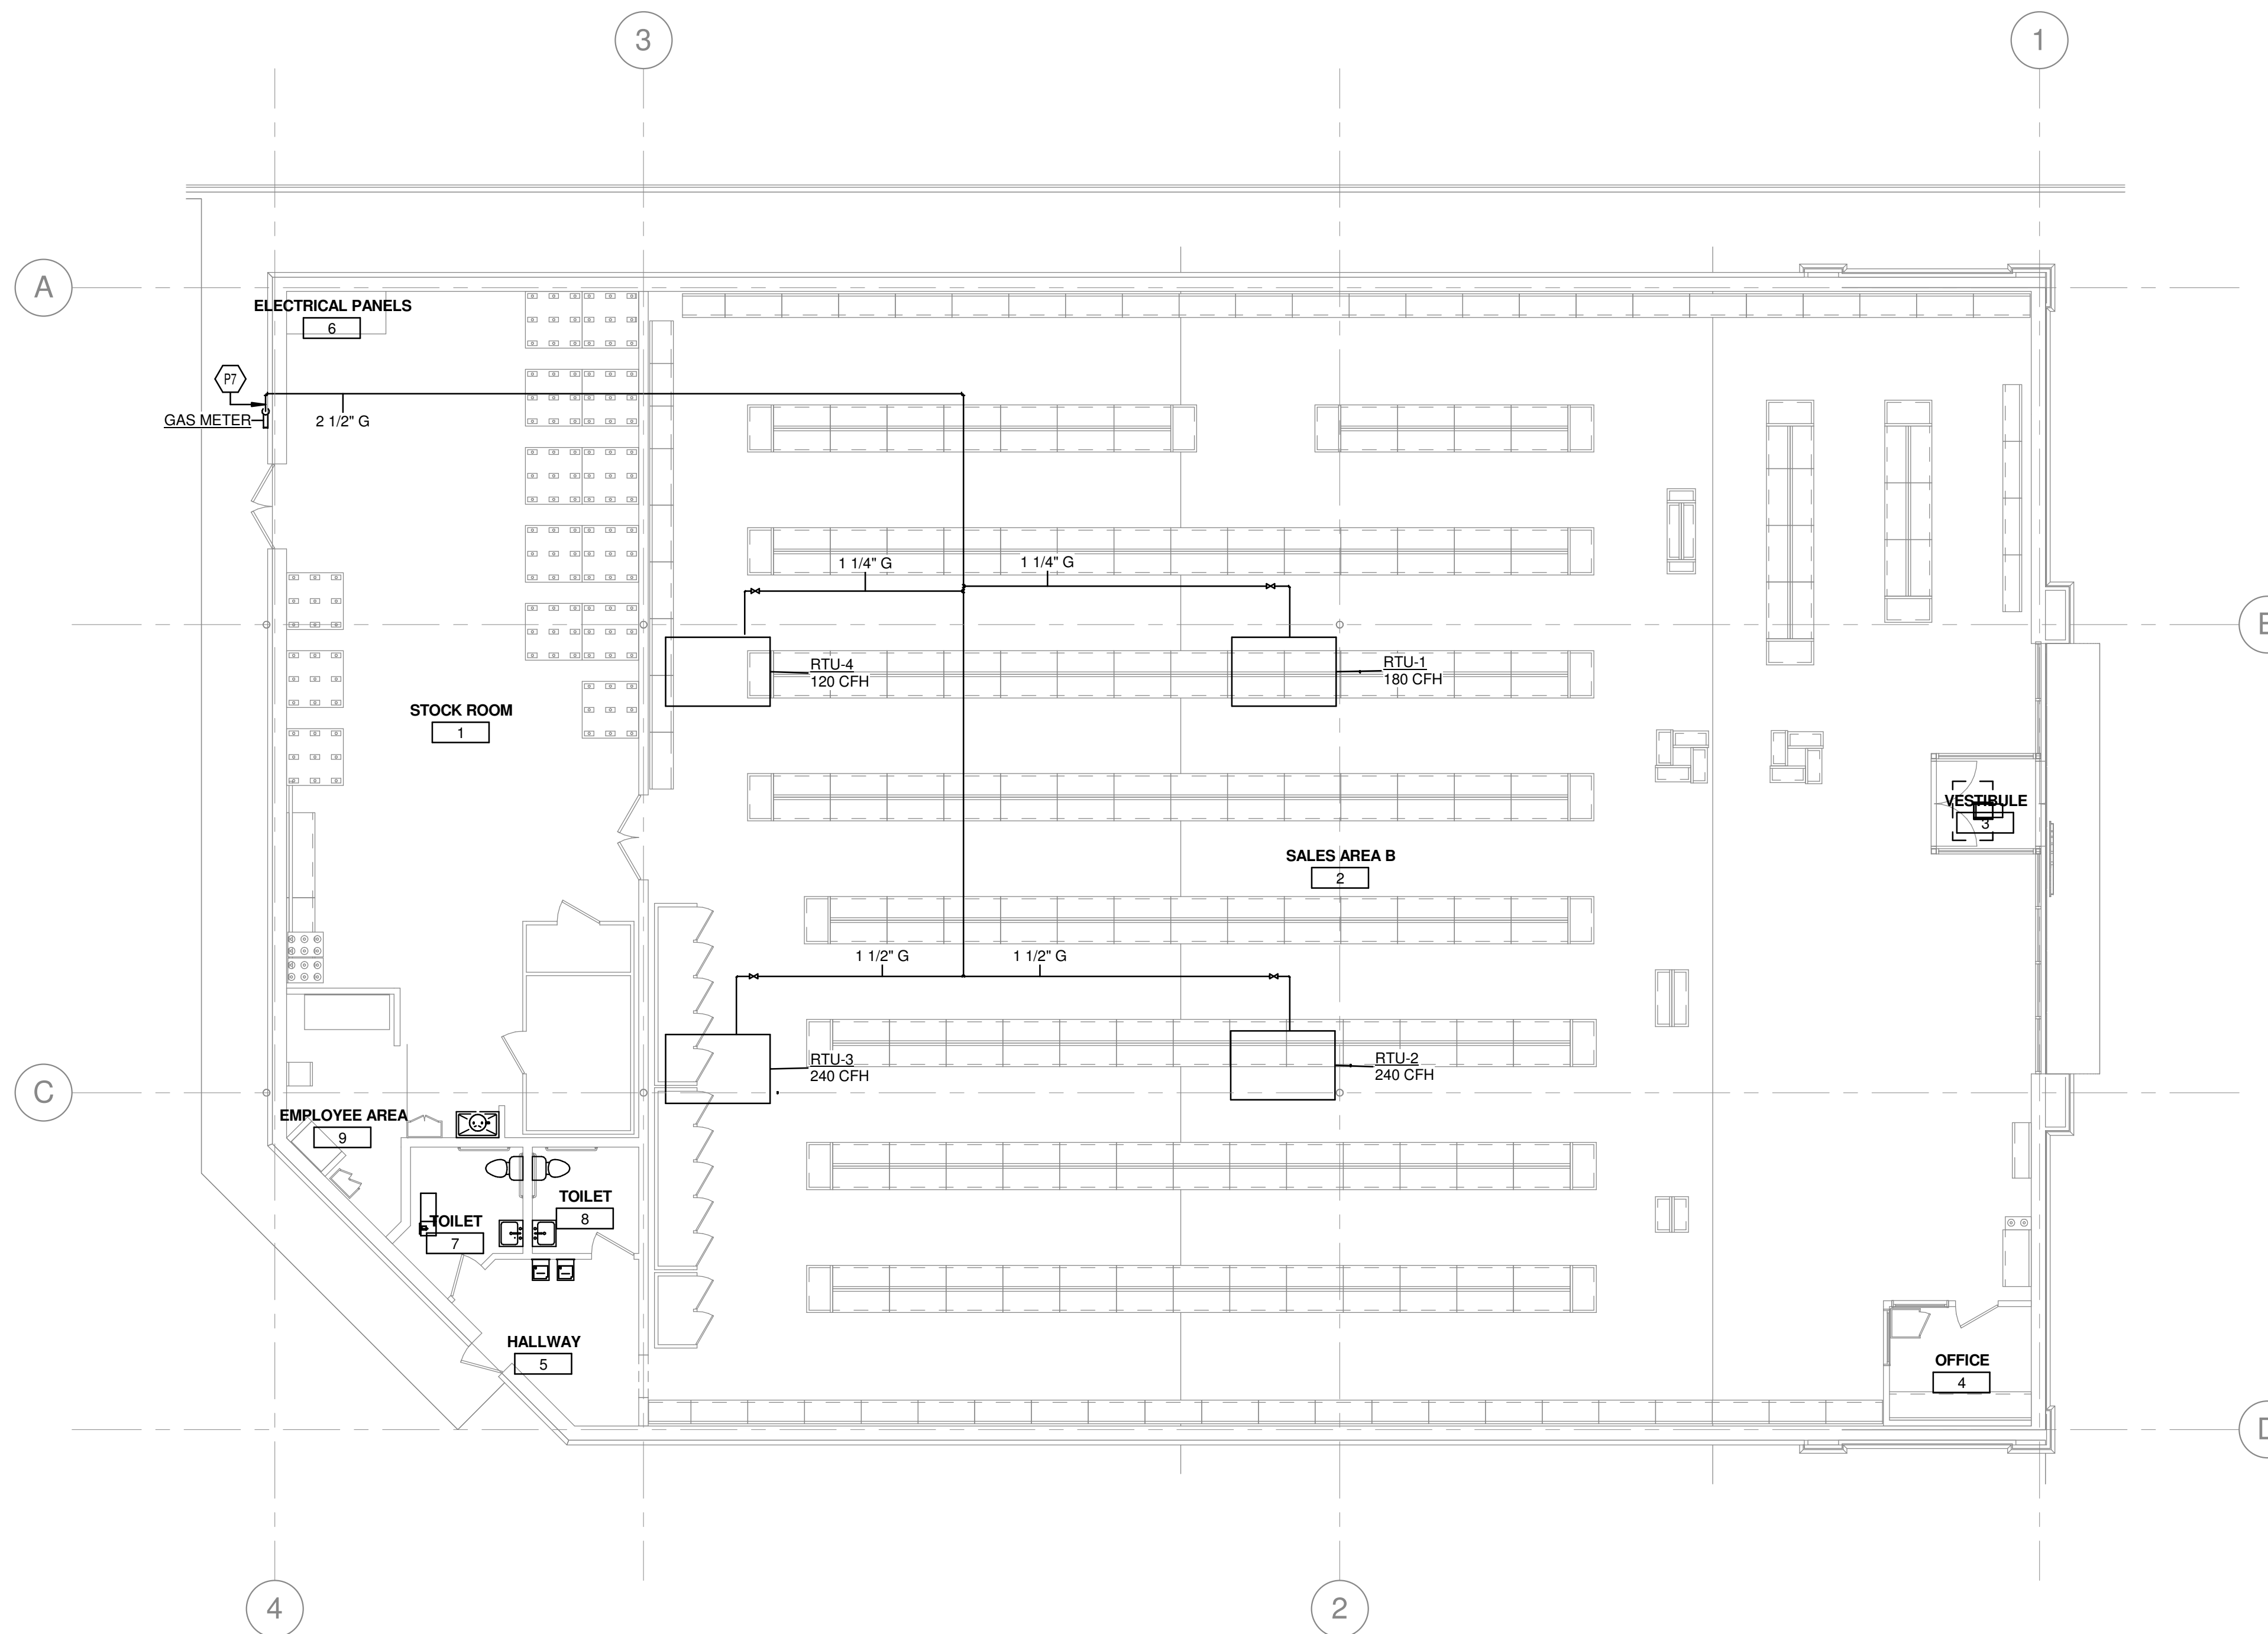 3
1
A
ELECTRICAL PANELS
6
P7
GAS METER
2 1/2" G
1 1/4" G
1 1/4" G
RTU-4
120 CFH
RTU-1
180 CFH
STOCK ROOM
1
VESTIBULE
3
SALES AREA B
2
1 1/2" G
1 1/2" G
RTU-3
240 CFH
RTU-2
240 CFH
C
EMPLOYEE AREA
9
TOILET
8
TOILET
7
HALLWAY
5
OFFICE
4
4
2